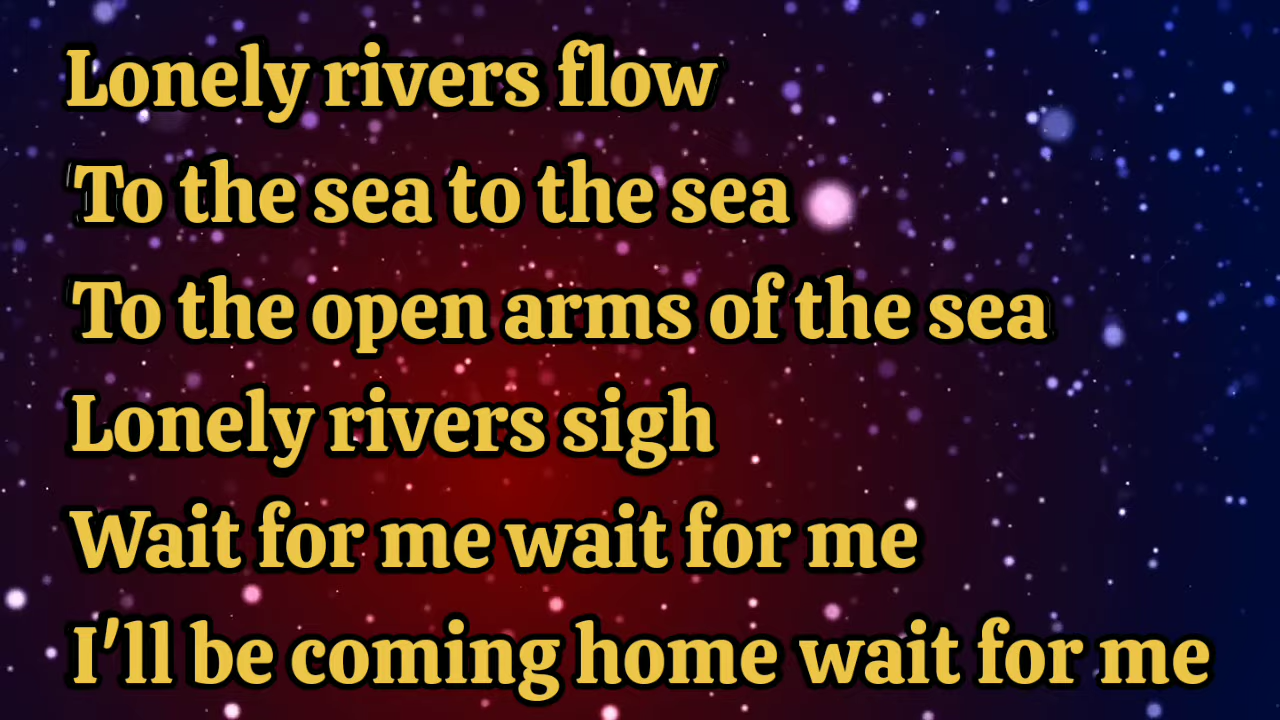 Lonely rivers flow
To the sea to the sea
To the open arms of the sea
Lonely rivers sigh
Wait for me wait for me
I'll be coming home wait for me